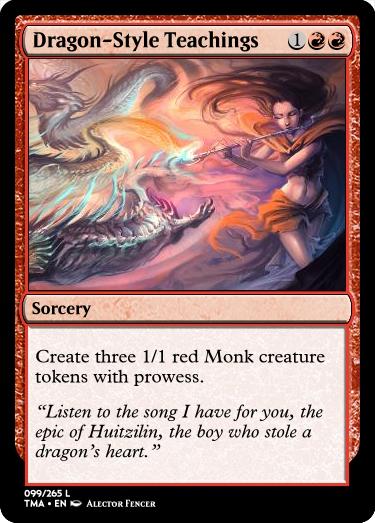 Dragon-Style Teachings 1
Sorcery
Create three 1/1 red Monk creature
tokens with prowess.
“Listen to the song I have for you, the
epic of Huitzilin, the boy who stole a
dragon's heart.”
099/265 L
TMA • EN Alector Fencer